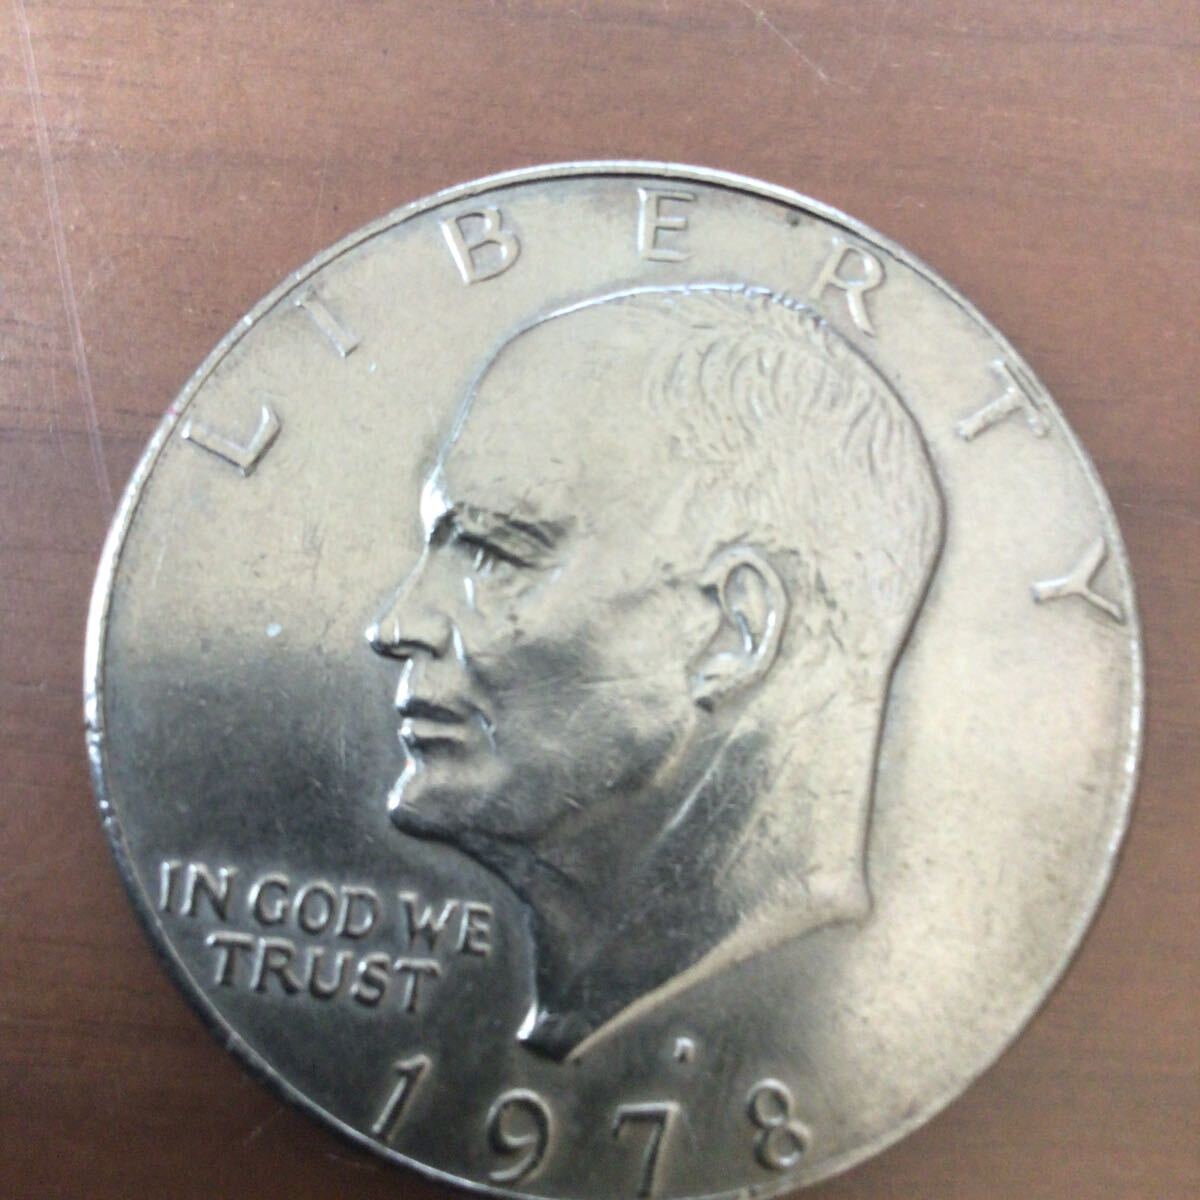 LIBERTY
IN GOD WE
TRUST
1978